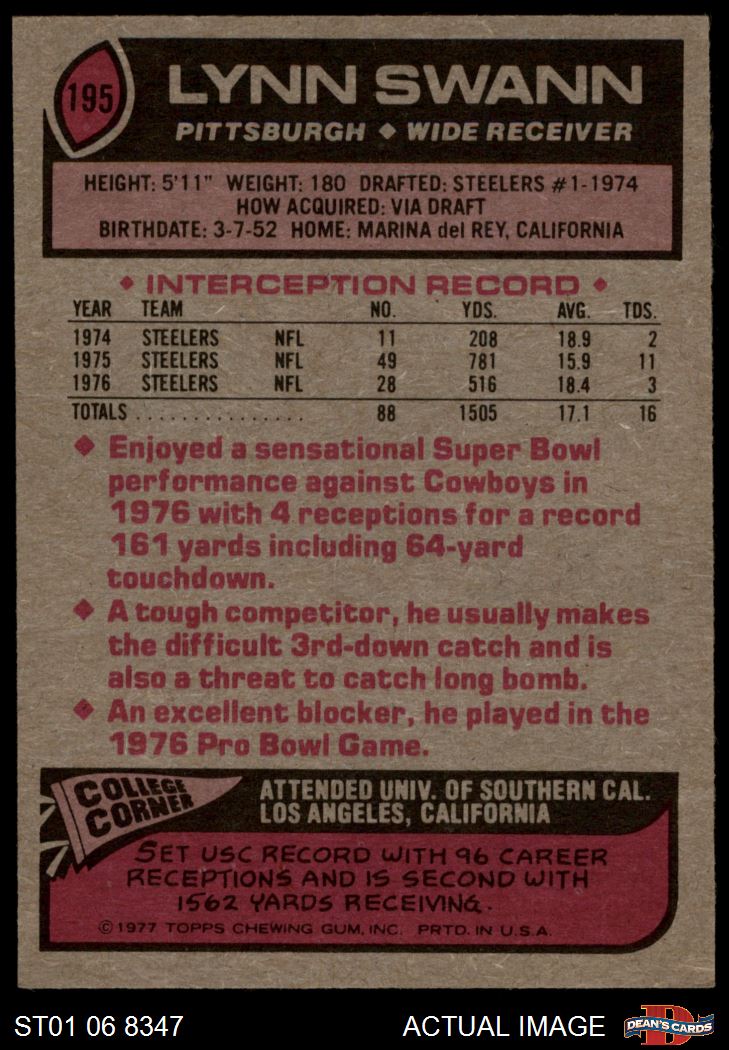 195
LYNN SWANN
PITTSBURGH ◆ WIDE RECEIVER
HEIGHT: 5'11" WEIGHT: 180 DRAFTED: STEELERS #1-1974
HOW ACQUIRED: VIA DRAFT
BIRTHDATE: 3-7-52 HOME: MARINA del REY, CALIFORNIA
◆ INTERCEPTION RECORD ◆
YEAR TEAM NO. YDS. AVG. TDS.
1974 STEELERS NFL 11 208 18.9 2
1975 STEELERS NFL 49 781 15.9 11
1976 STEELERS NFL 28 516 18.4 3
TOTALS . . . . . . . . . . . . . . . 88 1505 17.1 16
◆ Enjoyed a sensational Super Bowl
performance against Cowboys in
1976 with 4 receptions for a record
161 yards including 64-yard
touchdown.
◆ A tough competitor, he usually makes
the difficult 3rd-down catch and is
also a threat to catch long bomb.
◆ An excellent blocker, he played in the
1976 Pro Bowl Game.
COLLEGE
CORNER
ATTENDED UNIV. OF SOUTHERN CAL.
LOS ANGELES, CALIFORNIA
SET USC RECORD WITH 96 CAREER
RECEPTIONS AND IS SECOND WITH
1562 YARDS RECEIVING.
©1977 TOPPS CHEWING GUM, INC. PRTD. IN U.S.A.
ST01 06 8347
ACTUAL IMAGE
D
DEAN'S CARDS